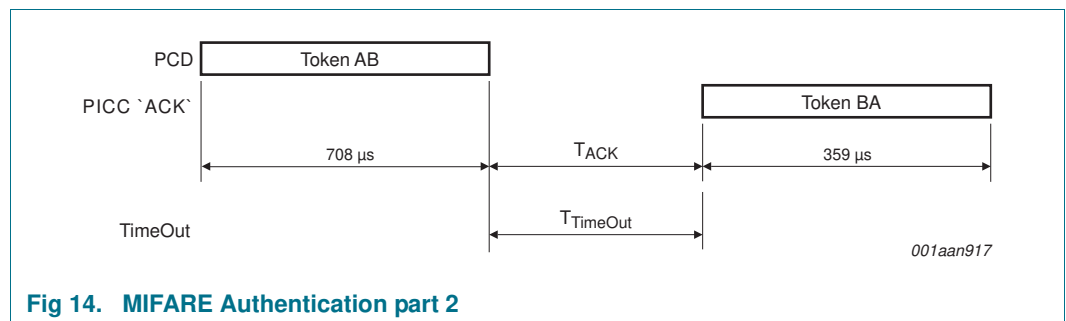 PCD Token AB
PICC `ACK` Token BA
708 µs TACK 359 µs
TimeOut TTimeOut
001aan917
Fig 14. MIFARE Authentication part 2